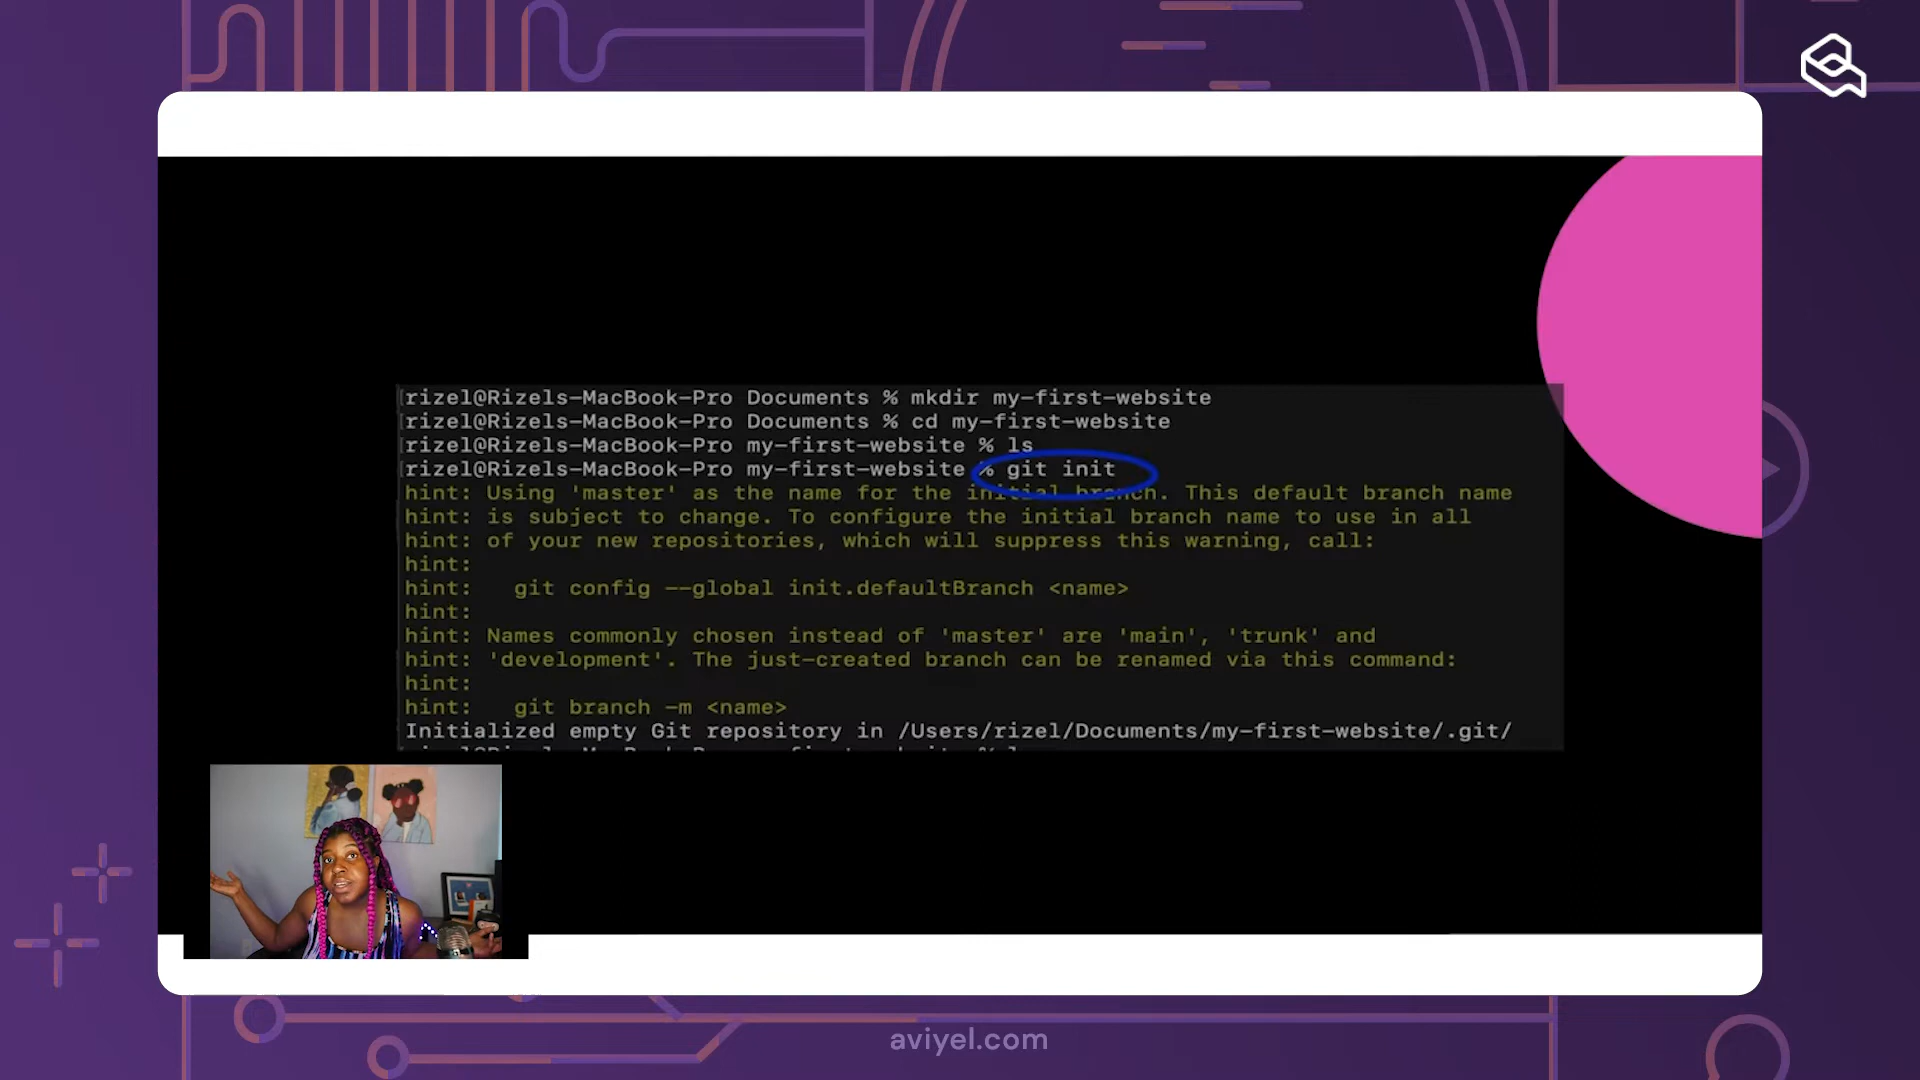 [rizel@Rizels-MacBook-Pro Documents % mkdir my-first-website
[rizel@Rizels-MacBook-Pro Documents % cd my-first-website
[rizel@Rizels-MacBook-Pro my-first-website % ls
[rizel@Rizels-MacBook-Pro my-first-website % git init
hint: Using 'master' as the name for the initial branch. This default branch name
hint: is subject to change. To configure the initial branch name to use in all
hint: of your new repositories, which will suppress this warning, call:
hint:
hint:   git config --global init.defaultBranch <name>
hint:
hint: Names commonly chosen instead of 'master' are 'main', 'trunk' and
hint: 'development'. The just-created branch can be renamed via this command:
hint:
hint:   git branch -m <name>
Initialized empty Git repository in /Users/rizel/Documents/my-first-website/.git/
aviyel.com